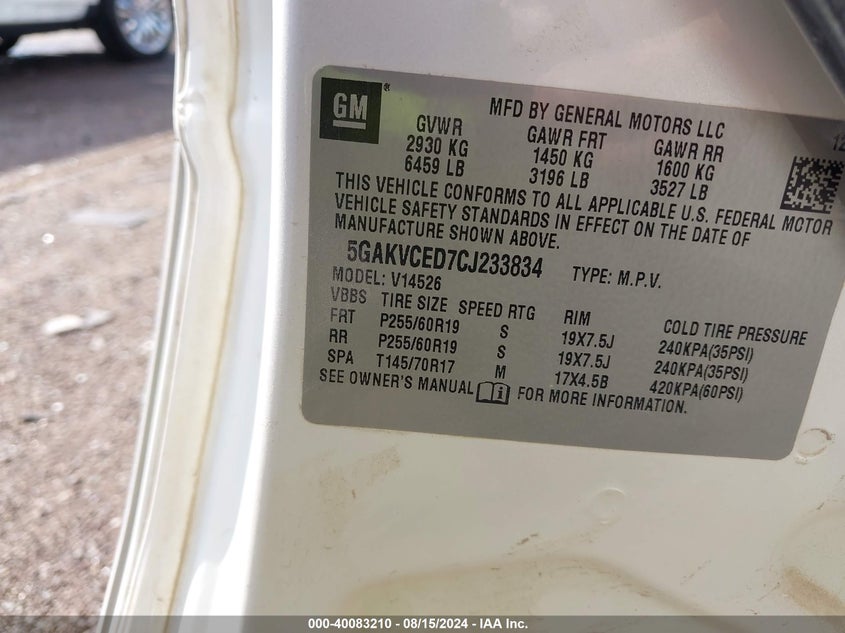 GM®
MFD BY GENERAL MOTORS LLC
GVWR GAWR FRT GAWR RR
2930 KG 1450 KG 1600 KG
6459 LB 3196 LB 3527 LB
THIS VEHICLE CONFORMS TO ALL APPLICABLE U.S. FEDERAL MOTOR
VEHICLE SAFETY STANDARDS IN EFFECT ON THE DATE OF
MANUFACTURE SHOWN ABOVE.
5GAKVCED7CJ233834 TYPE: M.P.V.
MODEL: V14526
VBBS TIRE SIZE SPEED RTG RIM COLD TIRE PRESSURE
FRT P255/60R19 S 19X7.5J 240KPA(35PSI)
RR P255/60R19 S 19X7.5J 240KPA(35PSI)
SPA T145/70R17 M 17X4.5B 420KPA(60PSI)
SEE OWNER'S MANUAL i FOR MORE INFORMATION.
000-40083210 - 08/15/2024 - IAA Inc.